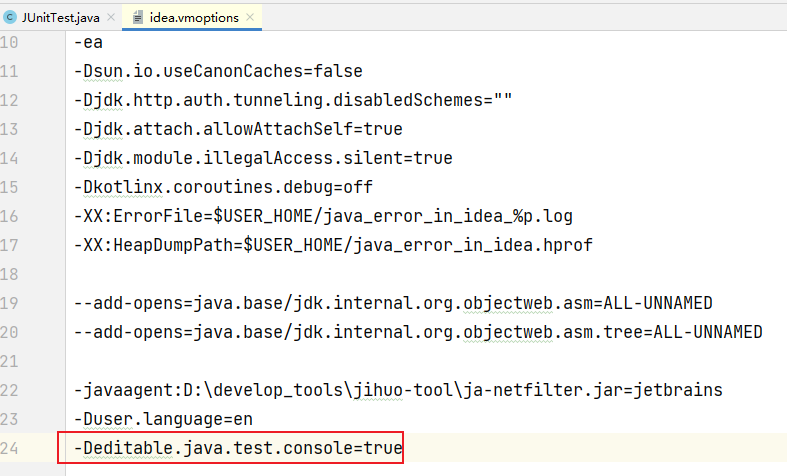 JUnitTest.java idea.vmoptions
10 -ea
11 -Dsun.io.useCanonCaches=false
12 -Djdk.http.auth.tunneling.disabledSchemes=""
13 -Djdk.attach.allowAttachSelf=true
14 -Djdk.module.illegalAccess.silent=true
15 -Dkotlinx.coroutines.debug=off
16 -XX:ErrorFile=$USER_HOME/java_error_in_idea_%p.log
17 -XX:HeapDumpPath=$USER_HOME/java_error_in_idea.hprof
18
19 --add-opens=java.base/jdk.internal.org.objectweb.asm=ALL-UNNAMED
20 --add-opens=java.base/jdk.internal.org.objectweb.asm.tree=ALL-UNNAMED
21
22 -javaagent:D:\develop_tools\jihuo-tool\ja-netfilter.jar=jetbrains
23 -Duser.language=en
24 -Deditable.java.test.console=true